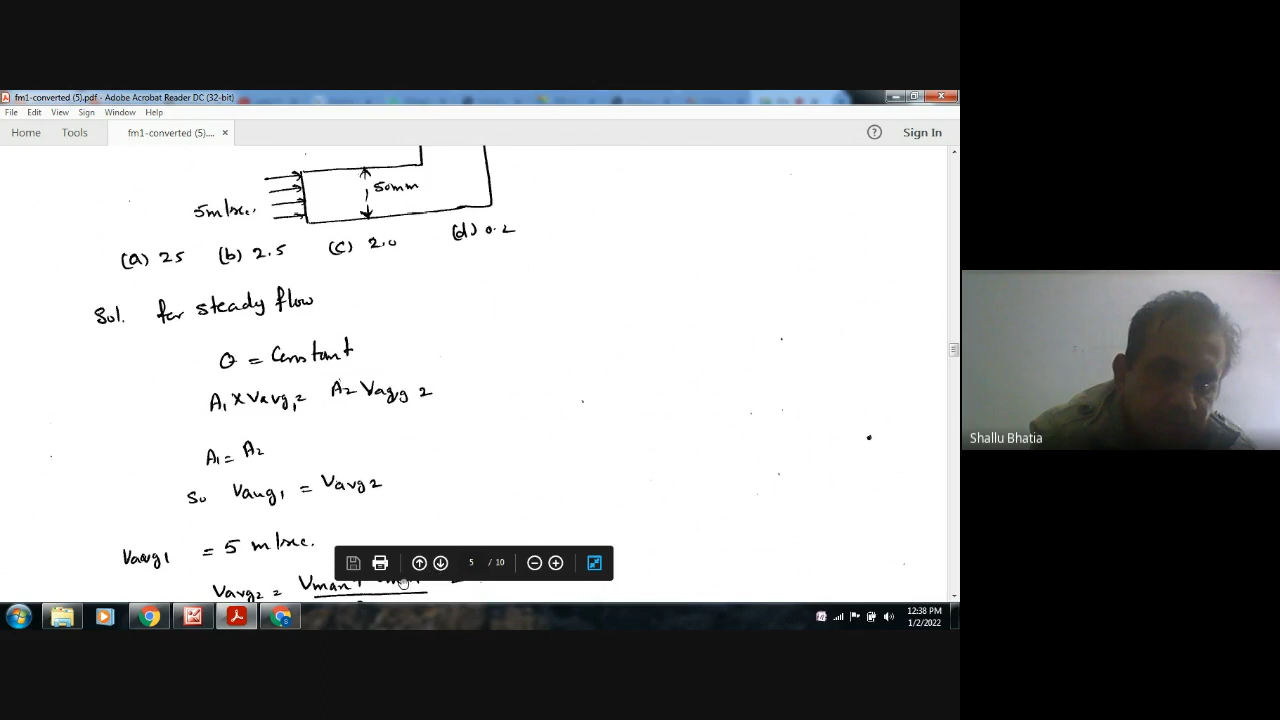 fm1-converted (5).pdf - Adobe Acrobat Reader DC (32-bit)
File Edit View Sign Window Help
Home Tools fm1-converted (5).... × Sign In
50mm
5m/sec.
(a) 25 (b) 2.5 (c) 2.0 (d) 0.2
Sol. for steady flow
Q = Constant
A1 x Vavg1 = A2 Vavg 2
A1 = A2
So Vavg1 = Vavg2
Vavg1 = 5 m/sec.
5 / 10
Vavg2 = Vmax +
Shallu Bhatia
12:38 PM
1/2/2022